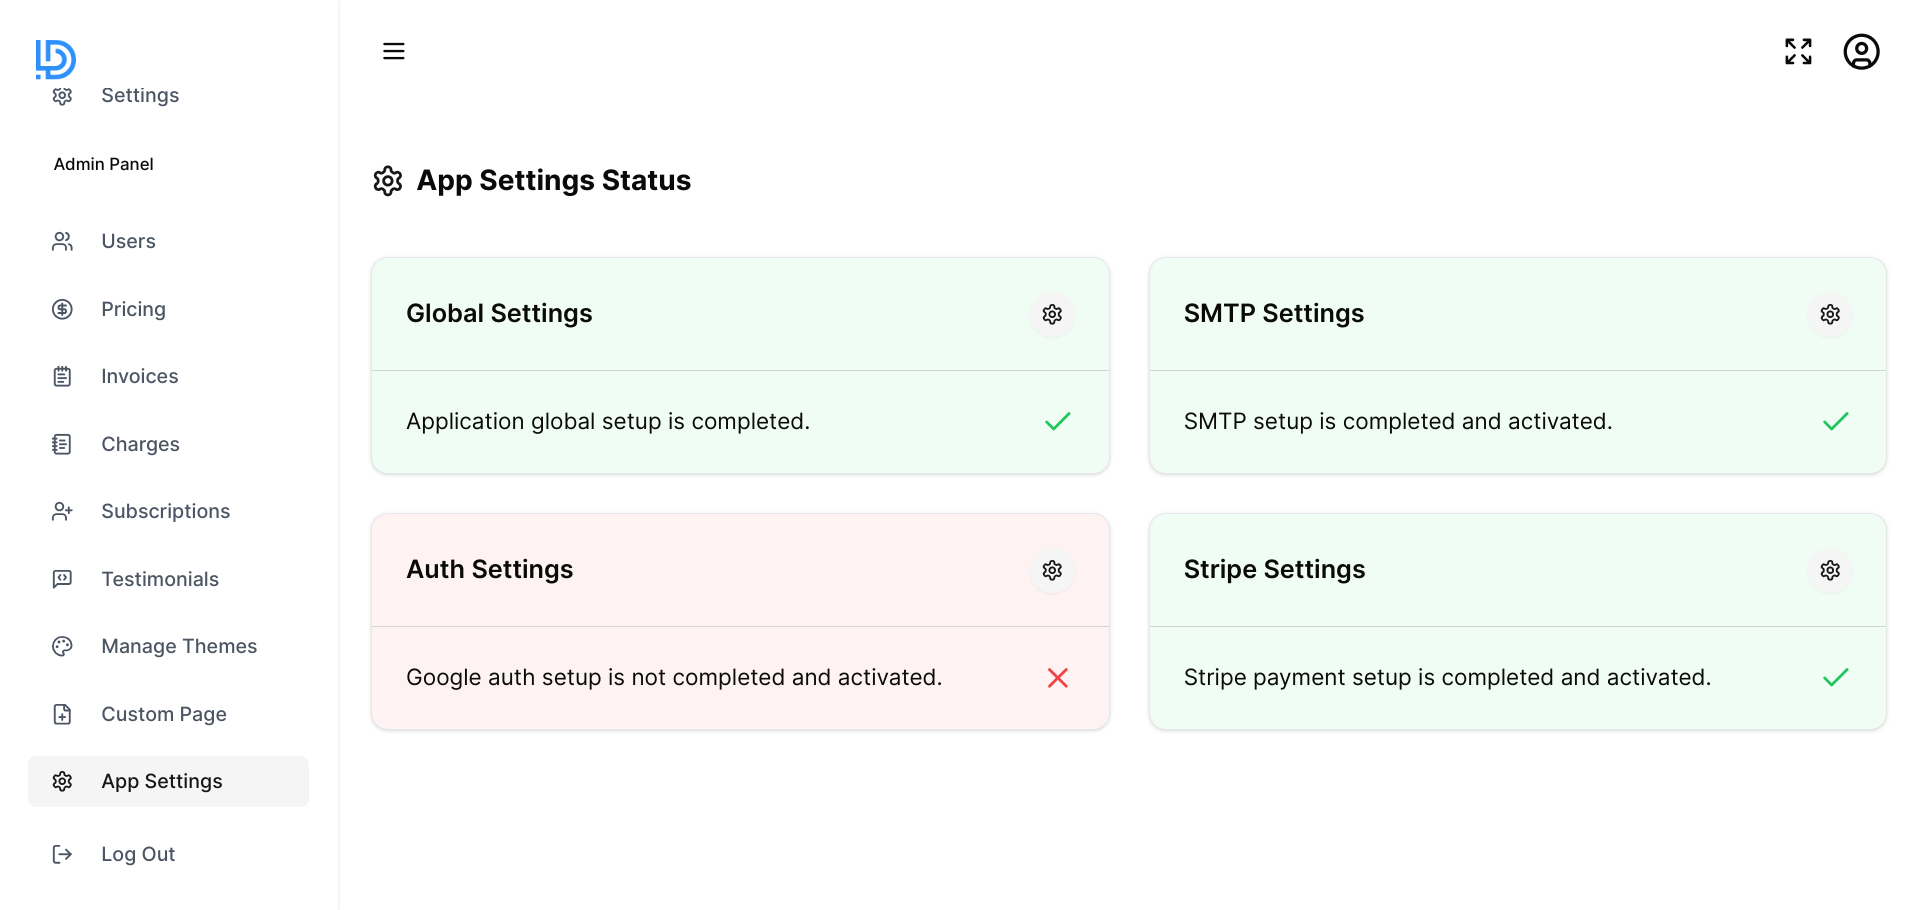 Settings
Admin Panel
Users
Pricing
Invoices
Charges
Subscriptions
Testimonials
Manage Themes
Custom Page
App Settings
Log Out
App Settings Status
Global Settings
Application global setup is completed.
SMTP Settings
SMTP setup is completed and activated.
Auth Settings
Google auth setup is not completed and activated.
Stripe Settings
Stripe payment setup is completed and activated.